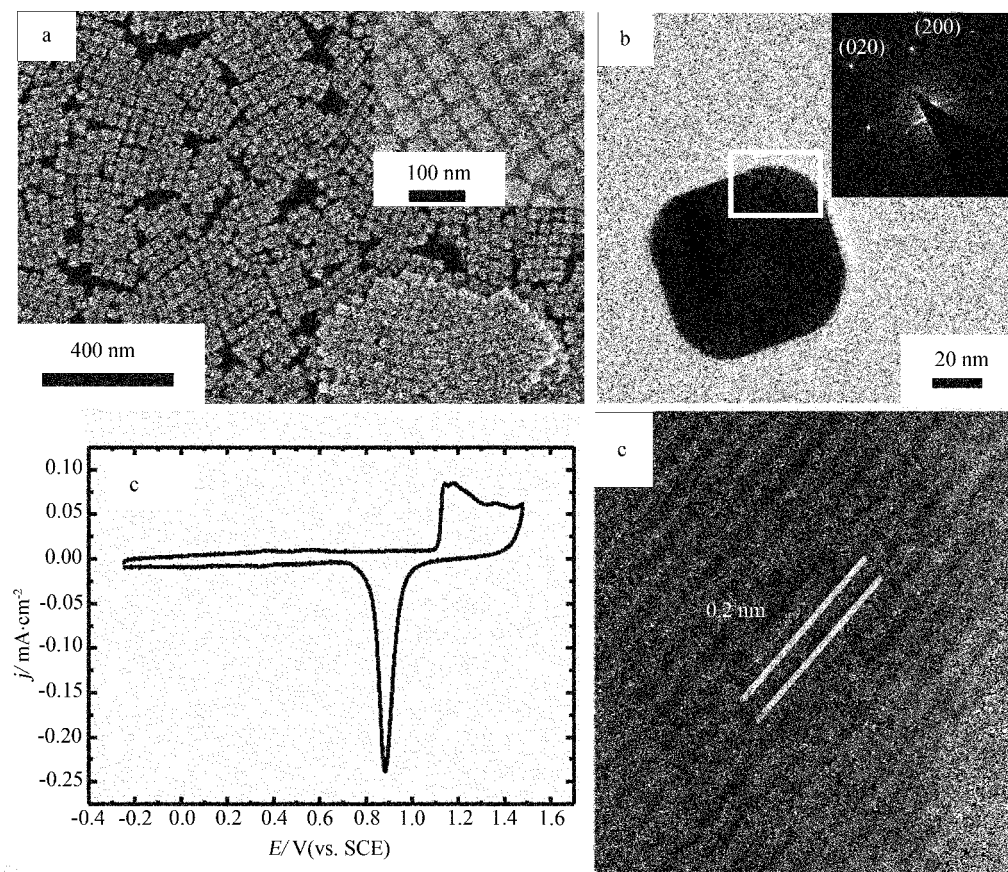 a
100 nm
400 nm
b
(200)
(020)
20 nm
c
0.10
0.05
0.00
-0.05
-0.10
-0.15
-0.20
-0.25
j/ mA·cm-2
-0.4 -0.2 0.0 0.2 0.4 0.6 0.8 1.0 1.2 1.4 1.6
E/ V(vs. SCE)
c
0.2 nm